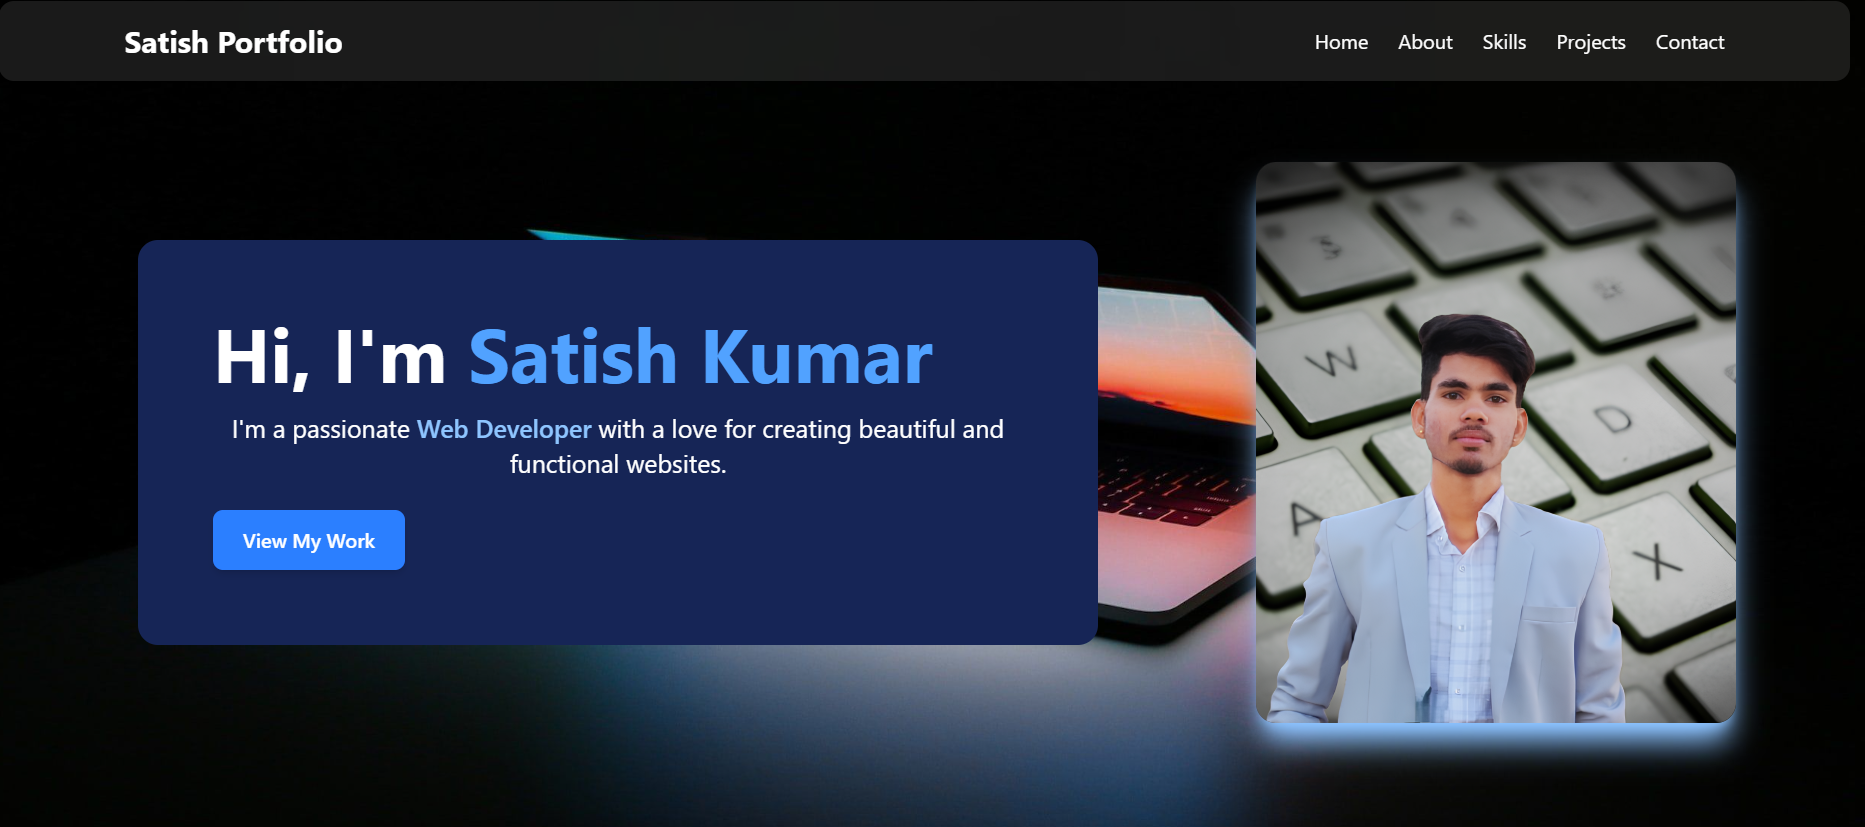 Satish Portfolio
Home About Skills Projects Contact
Hi, I'm Satish Kumar
I'm a passionate Web Developer with a love for creating beautiful and
functional websites.
View My Work
W
D
A
X